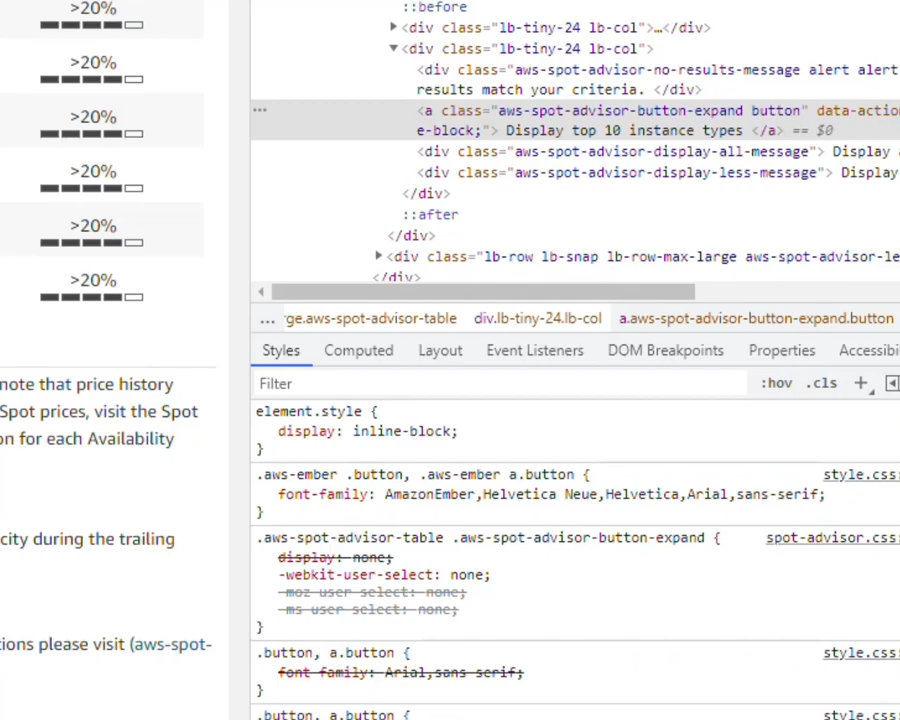 >20%
>20%
>20%
>20%
>20%
>20%
note that price history
Spot prices, visit the Spot
on for each Availability
city during the trailing
ions please visit (aws-spot-
::before
<div class="lb-tiny-24 lb-col">…</div>
<div class="lb-tiny-24 lb-col">
<div class="aws-spot-advisor-no-results-message alert alert
results match your criteria. </div>
<a class="aws-spot-advisor-button-expand button" data-actio
e-block;"> Display top 10 instance types </a> == $0
<div class="aws-spot-advisor-display-all-message"> Display
<div class="aws-spot-advisor-display-less-message"> Display
</div>
::after
</div>
<div class="lb-row lb-snap lb-row-max-large aws-spot-advisor-le
</div>
... rge.aws-spot-advisor-table div.lb-tiny-24.lb-col a.aws-spot-advisor-button-expand.button
Styles Computed Layout Event Listeners DOM Breakpoints Properties Accessibi
Filter :hov .cls +
element.style {
display: inline-block;
}
.aws-ember .button, .aws-ember a.button { style.css:
font-family: AmazonEmber,Helvetica Neue,Helvetica,Arial,sans-serif;
}
.aws-spot-advisor-table .aws-spot-advisor-button-expand { spot-advisor.css:
display: none;
-webkit-user-select: none;
-moz-user-select: none;
-ms-user-select: none;
}
.button, a.button { style.css:
font-family: Arial,sans-serif;
}
.button, a.button { style.css: